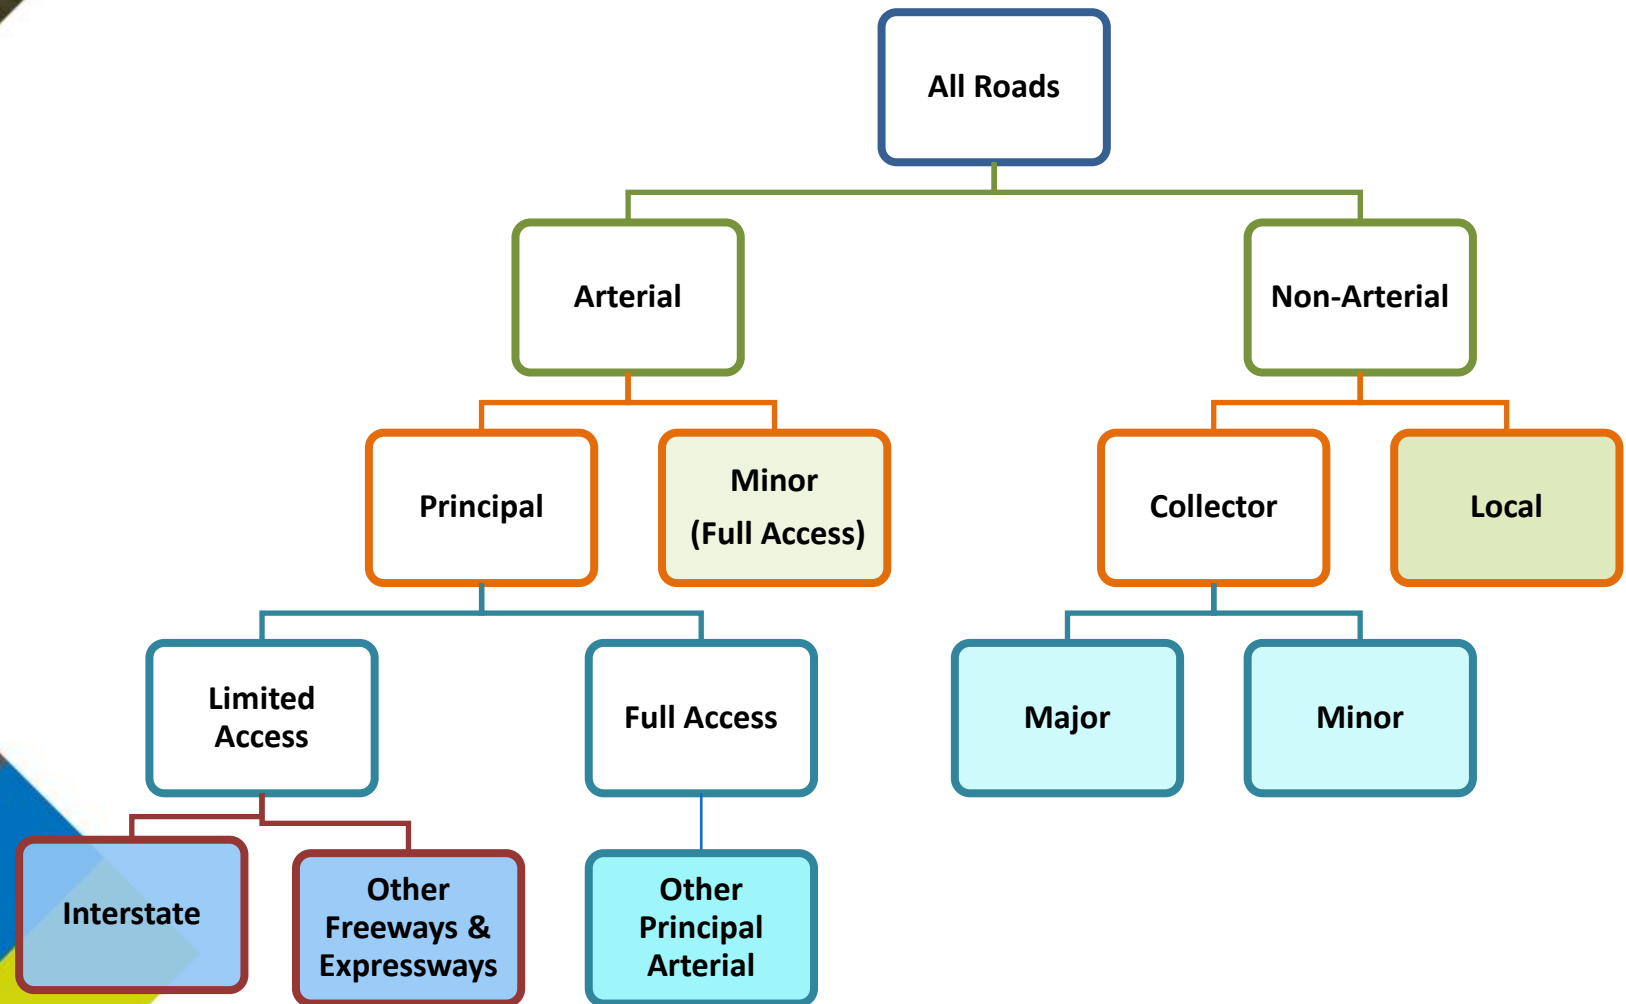 All Roads
Arterial
Non-Arterial
Principal
Minor
(Full Access)
Collector
Local
Limited
Access
Full Access
Major
Minor
Interstate
Other
Freeways &
Expressways
Other
Principal
Arterial